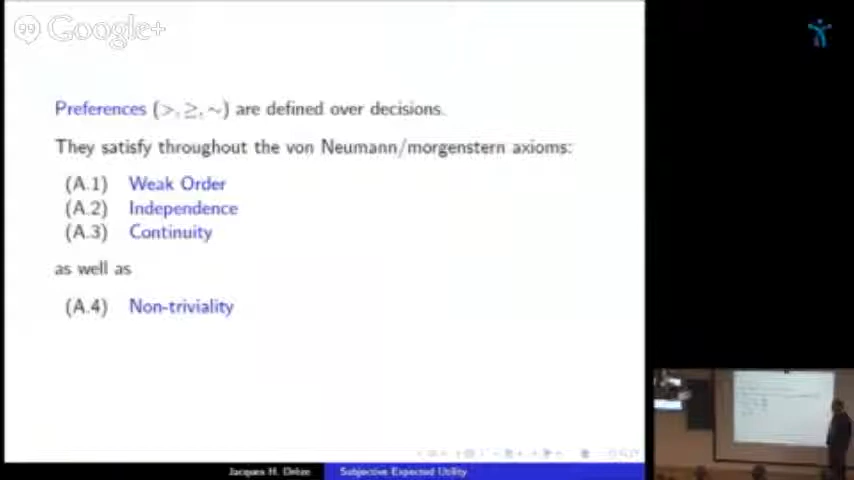 Google+
Preferences (>, ≥, ~) are defined over decisions.
They satisfy throughout the von Neumann/morgenstern axioms:
(A.1) Weak Order
(A.2) Independence
(A.3) Continuity
as well as
(A.4) Non-triviality
Jacques H. Drèze Subjective Expected Utility